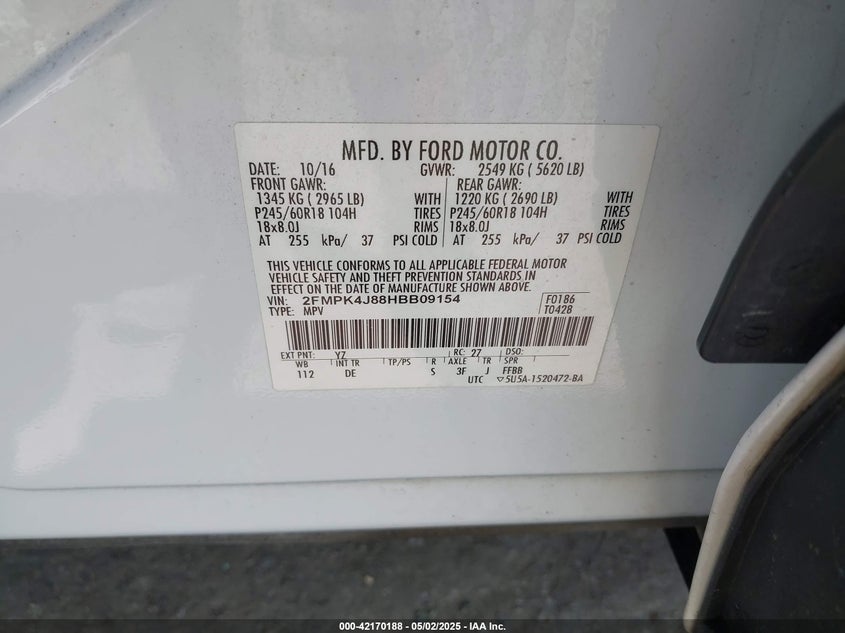 MFD. BY FORD MOTOR CO.
DATE: 10/16 GVWR: 2549 KG ( 5620 LB)
FRONT GAWR: REAR GAWR:
1345 KG ( 2965 LB) WITH 1220 KG ( 2690 LB) WITH
P245/60R18 104H TIRES P245/60R18 104H TIRES
18x8.0J RIMS 18x8.0J RIMS
AT 255 kPa/ 37 PSI COLD AT 255 kPa/ 37 PSI COLD
THIS VEHICLE CONFORMS TO ALL APPLICABLE FEDERAL MOTOR
VEHICLE SAFETY AND THEFT PREVENTION STANDARDS IN
EFFECT ON THE DATE OF MANUFACTURE SHOWN ABOVE.
VIN: 2FMPK4J88HBB09154 F0186
TYPE: MPV T0428
EXT PNT: YZ RC: 27 DSO:
WB INT TR TP/PS R AXLE TR SPR
112 DE S 3F J FFBB
UTC ▽5U5A-1520472-BA
000-42170188 - 05/02/2025 - IAA Inc.